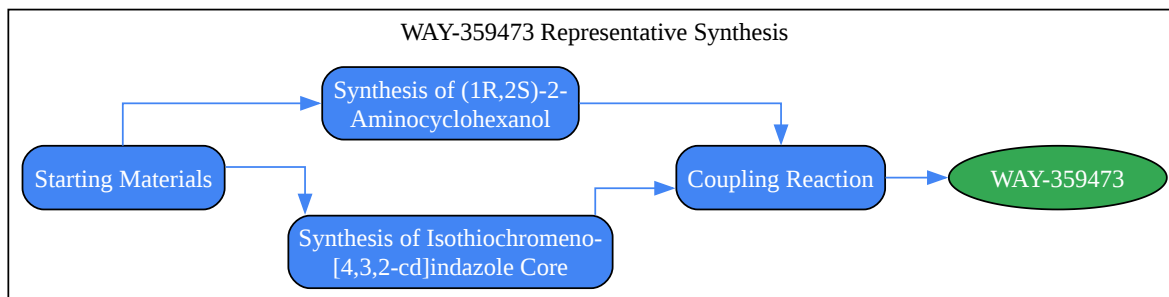 WAY-359473 Representative Synthesis
Synthesis of (1R,2S)-2-
Aminocyclohexanol
Starting Materials
Coupling Reaction
WAY-359473
Synthesis of Isothiochromeno-
[4,3,2-cd]indazole Core